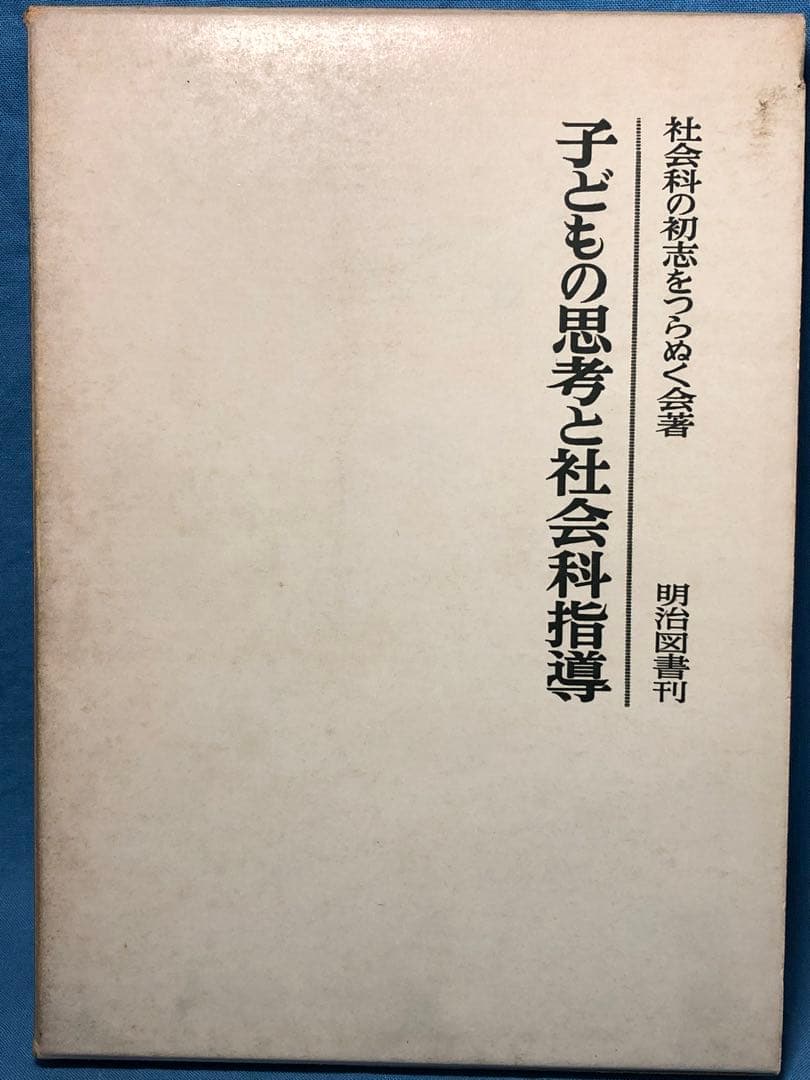 社会科の初志をつらぬく会著
明治図書刊
子どもの思考と社会科指導